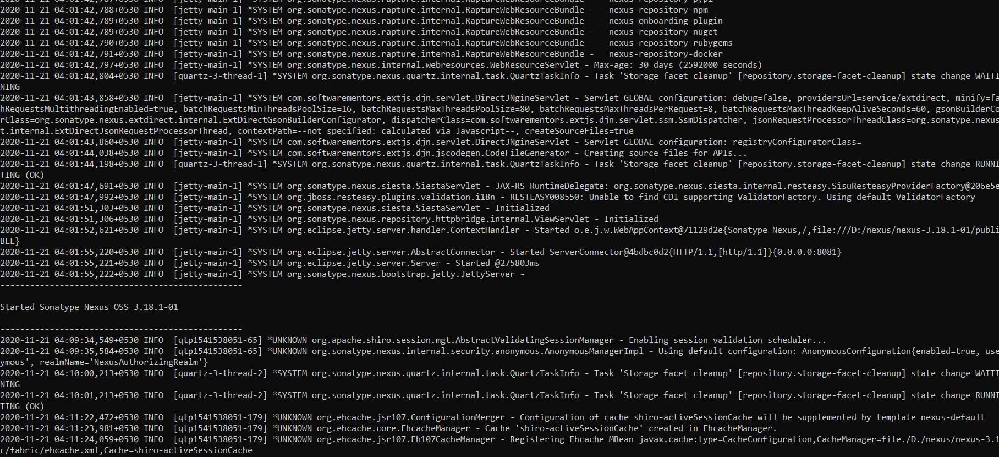 2020-11-21 04:01:42,787+0530 INFO  [jetty-main-1] *SYSTEM org.sonatype.nexus.rapture.internal.RaptureWebResourceBundle -   nexus-repository-pypi
2020-11-21 04:01:42,788+0530 INFO  [jetty-main-1] *SYSTEM org.sonatype.nexus.rapture.internal.RaptureWebResourceBundle -   nexus-repository-npm
2020-11-21 04:01:42,789+0530 INFO  [jetty-main-1] *SYSTEM org.sonatype.nexus.rapture.internal.RaptureWebResourceBundle -   nexus-onboarding-plugin
2020-11-21 04:01:42,789+0530 INFO  [jetty-main-1] *SYSTEM org.sonatype.nexus.rapture.internal.RaptureWebResourceBundle -   nexus-repository-nuget
2020-11-21 04:01:42,790+0530 INFO  [jetty-main-1] *SYSTEM org.sonatype.nexus.rapture.internal.RaptureWebResourceBundle -   nexus-repository-rubygems
2020-11-21 04:01:42,791+0530 INFO  [jetty-main-1] *SYSTEM org.sonatype.nexus.rapture.internal.RaptureWebResourceBundle -   nexus-repository-docker
2020-11-21 04:01:42,797+0530 INFO  [jetty-main-1] *SYSTEM org.sonatype.nexus.internal.webresources.WebResourceServlet - Max-age: 30 days (2592000 seconds)
2020-11-21 04:01:42,804+0530 INFO  [quartz-3-thread-1] *SYSTEM org.sonatype.nexus.quartz.internal.task.QuartzTaskInfo - Task 'Storage facet cleanup' [repository.storage-facet-cleanup] state change WAITI
NING
2020-11-21 04:01:43,858+0530 INFO  [jetty-main-1] *SYSTEM com.softwarementors.extjs.djn.servlet.DirectJNgineServlet - Servlet GLOBAL configuration: debug=false, providersUrl=service/extdirect, minify=fa
hRequestsMultithreadingEnabled=true, batchRequestsMinThreadsPoolSize=16, batchRequestsMaxThreadsPoolSize=80, batchRequestsMaxThreadsPerRequest=8, batchRequestsMaxThreadKeepAliveSeconds=60, gsonBuilderCo
rClass=org.sonatype.nexus.extdirect.internal.ExtDirectGsonBuilderConfigurator, dispatcherClass=com.softwarementors.extjs.djn.servlet.ssm.SsmDispatcher, jsonRequestProcessorThreadClass=org.sonatype.nexus
t.internal.ExtDirectJsonRequestProcessorThread, contextPath=--not specified: calculated via Javascript--, createSourceFiles=true
2020-11-21 04:01:43,860+0530 INFO  [jetty-main-1] *SYSTEM com.softwarementors.extjs.djn.servlet.DirectJNgineServlet - Servlet GLOBAL configuration: registryConfiguratorClass=
2020-11-21 04:01:44,038+0530 INFO  [jetty-main-1] *SYSTEM com.softwarementors.extjs.djn.jscodegen.CodeFileGenerator - Creating source files for APIs...
2020-11-21 04:01:44,198+0530 INFO  [quartz-3-thread-1] *SYSTEM org.sonatype.nexus.quartz.internal.task.QuartzTaskInfo - Task 'Storage facet cleanup' [repository.storage-facet-cleanup] state change RUNNI
TING (OK)
2020-11-21 04:01:47,691+0530 INFO  [jetty-main-1] *SYSTEM org.sonatype.nexus.siesta.SiestaServlet - JAX-RS RuntimeDelegate: org.sonatype.nexus.siesta.internal.resteasy.SisuResteasyProviderFactory@206e5e
2020-11-21 04:01:47,992+0530 INFO  [jetty-main-1] *SYSTEM org.jboss.resteasy.plugins.validation.i18n - RESTEASY008550: Unable to find CDI supporting ValidatorFactory. Using default ValidatorFactory
2020-11-21 04:01:51,303+0530 INFO  [jetty-main-1] *SYSTEM org.sonatype.nexus.siesta.SiestaServlet - Initialized
2020-11-21 04:01:51,306+0530 INFO  [jetty-main-1] *SYSTEM org.sonatype.nexus.repository.httpbridge.internal.ViewServlet - Initialized
2020-11-21 04:01:52,621+0530 INFO  [jetty-main-1] *SYSTEM org.eclipse.jetty.server.handler.ContextHandler - Started o.e.j.w.WebAppContext@71129d2e{Sonatype Nexus,/,file:///D:/nexus/nexus-3.18.1-01/publi
BLE}
2020-11-21 04:01:55,220+0530 INFO  [jetty-main-1] *SYSTEM org.eclipse.jetty.server.AbstractConnector - Started ServerConnector@4bdbc0d2{HTTP/1.1,[http/1.1]}{0.0.0.0:8081}
2020-11-21 04:01:55,221+0530 INFO  [jetty-main-1] *SYSTEM org.eclipse.jetty.server.Server - Started @275803ms
2020-11-21 04:01:55,222+0530 INFO  [jetty-main-1] *SYSTEM org.sonatype.nexus.bootstrap.jetty.JettyServer -
-------------------------------------------------
Started Sonatype Nexus OSS 3.18.1-01
-------------------------------------------------
2020-11-21 04:09:34,549+0530 INFO  [qtp1541538051-65] *UNKNOWN org.apache.shiro.session.mgt.AbstractValidatingSessionManager - Enabling session validation scheduler...
2020-11-21 04:09:35,584+0530 INFO  [qtp1541538051-65] *UNKNOWN org.sonatype.nexus.internal.security.anonymous.AnonymousManagerImpl - Using default configuration: AnonymousConfiguration{enabled=true, use
ymous', realmName='NexusAuthorizingRealm'}
2020-11-21 04:10:00,213+0530 INFO  [quartz-3-thread-2] *SYSTEM org.sonatype.nexus.quartz.internal.task.QuartzTaskInfo - Task 'Storage facet cleanup' [repository.storage-facet-cleanup] state change WAITI
NING
2020-11-21 04:10:01,213+0530 INFO  [quartz-3-thread-2] *SYSTEM org.sonatype.nexus.quartz.internal.task.QuartzTaskInfo - Task 'Storage facet cleanup' [repository.storage-facet-cleanup] state change RUNNI
TING (OK)
2020-11-21 04:11:22,472+0530 INFO  [qtp1541538051-179] *UNKNOWN org.ehcache.jsr107.ConfigurationMerger - Configuration of cache shiro-activeSessionCache will be supplemented by template nexus-default
2020-11-21 04:11:23,981+0530 INFO  [qtp1541538051-179] *UNKNOWN org.ehcache.core.EhcacheManager - Cache 'shiro-activeSessionCache' created in EhcacheManager.
2020-11-21 04:11:24,059+0530 INFO  [qtp1541538051-179] *UNKNOWN org.ehcache.jsr107.Eh107CacheManager - Registering Ehcache MBean javax.cache:type=CacheConfiguration,CacheManager=file./D./nexus/nexus-3.1
c/fabric/ehcache.xml,Cache=shiro-activeSessionCache